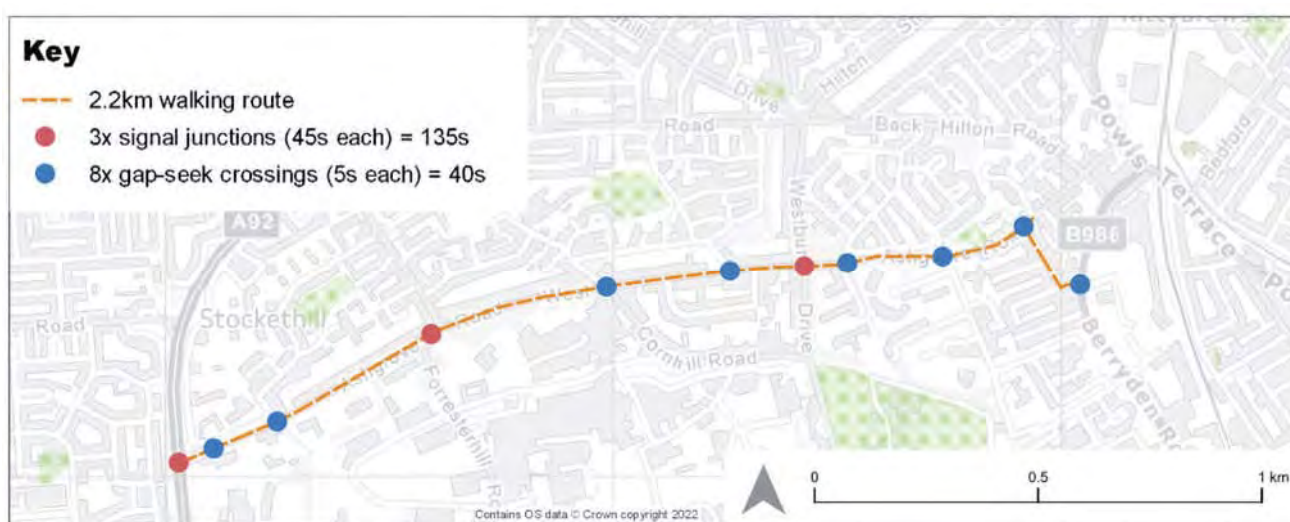 Key
2.2km walking route
3x signal junctions (45s each) = 135s
8x gap-seek crossings (5s each) = 40s
Drive
Hilton
Road
Back Hilton Road
Powis Terrace
Bedford
A92
Westburn
B986
Road
Stockethill
Road West
Cornhill Road
Drive
Forresterhill
Berryden
0
0.5
1 km
Contains OS data © Crown copyright 2022